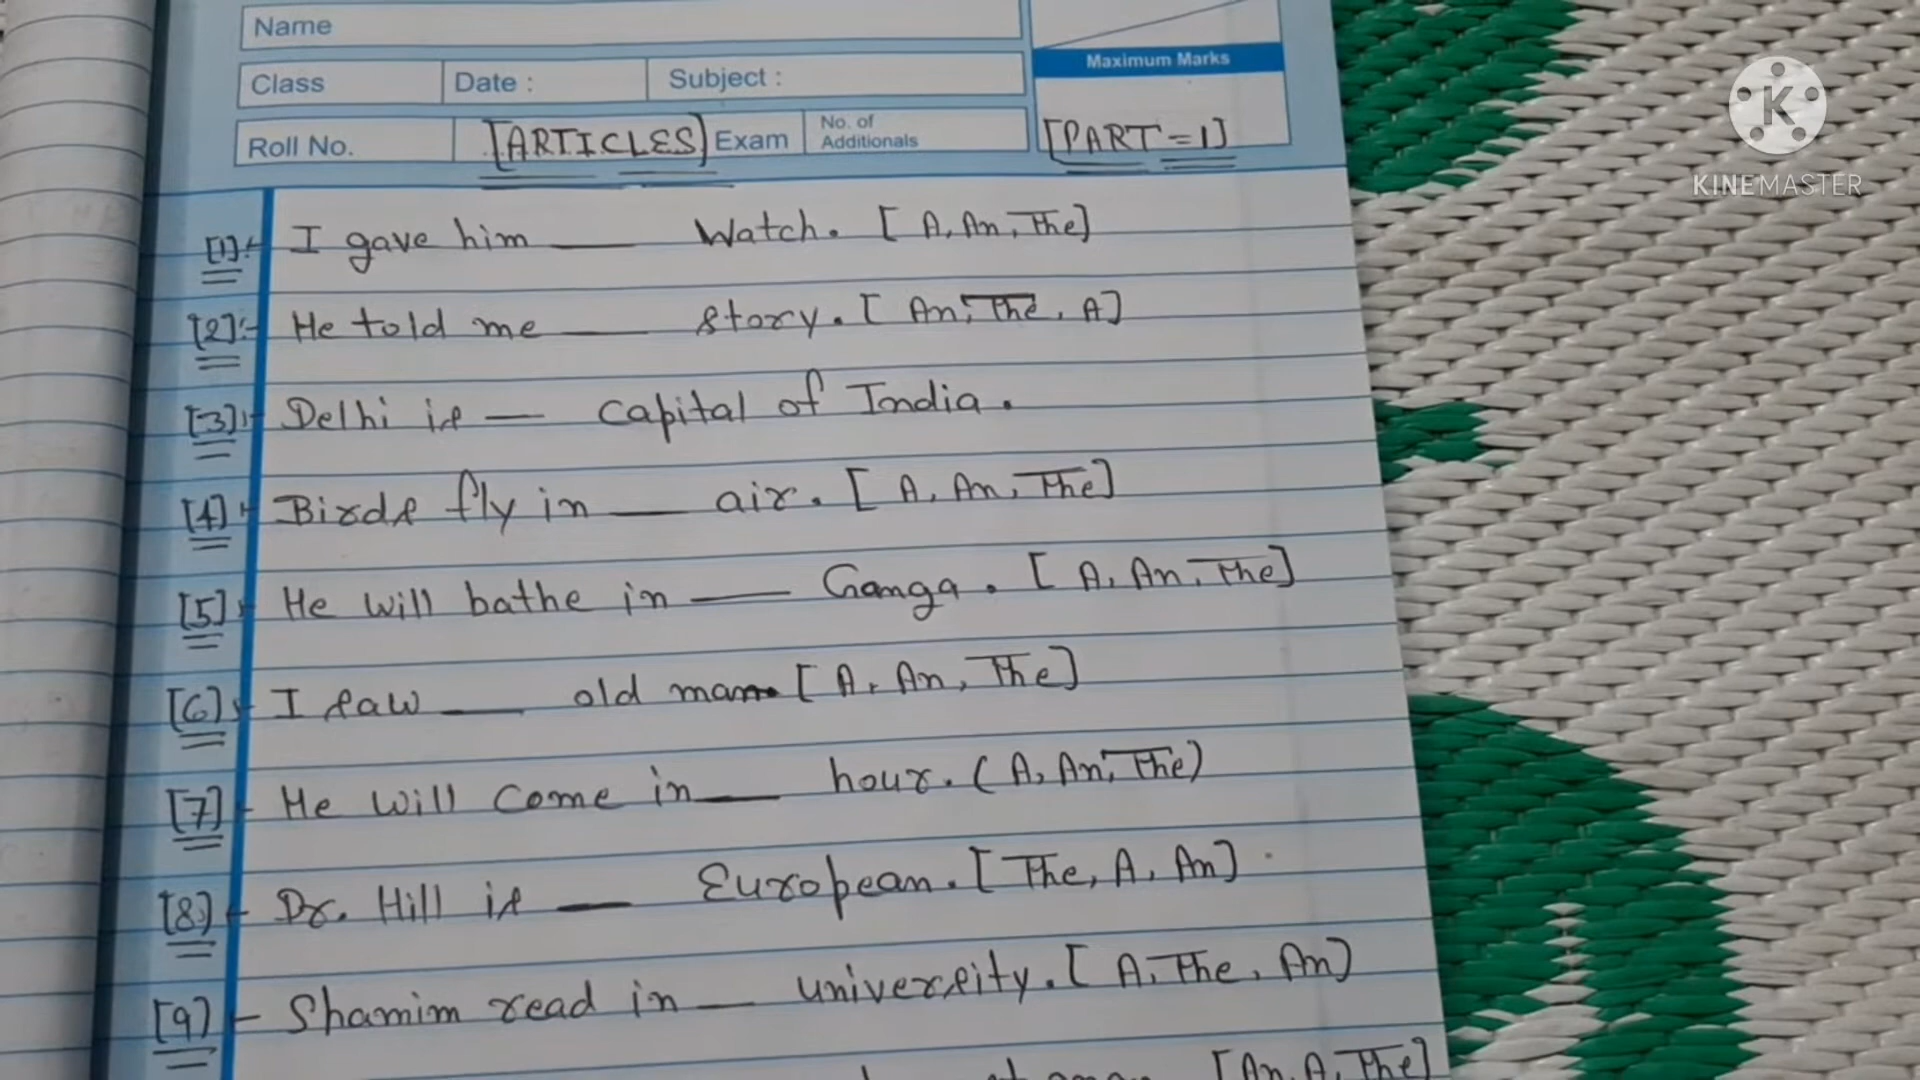 Name
Maximum Marks
Class Date : Subject :
Roll No. [ARTICLES] Exam No. of Additionals [PART=1]
KINEMASTER
[1]:- I gave him ___ Watch. [A, An, The]
[2]:- He told me ___ story. [An, The, A]
[3]:- Delhi is ___ capital of India.
[4]:- Birds fly in ___ air. [A, An, The]
[5]:- He will bathe in ___ Ganga. [A, An, The]
[6]:- I saw ___ old man. [A, An, The]
[7]:- He will come in ___ hour. (A, An, The)
[8]:- Dr. Hill is ___ European. [The, A, An]
[9]:- Shamim read in ___ university. [A, The, An]
[An, A, The]